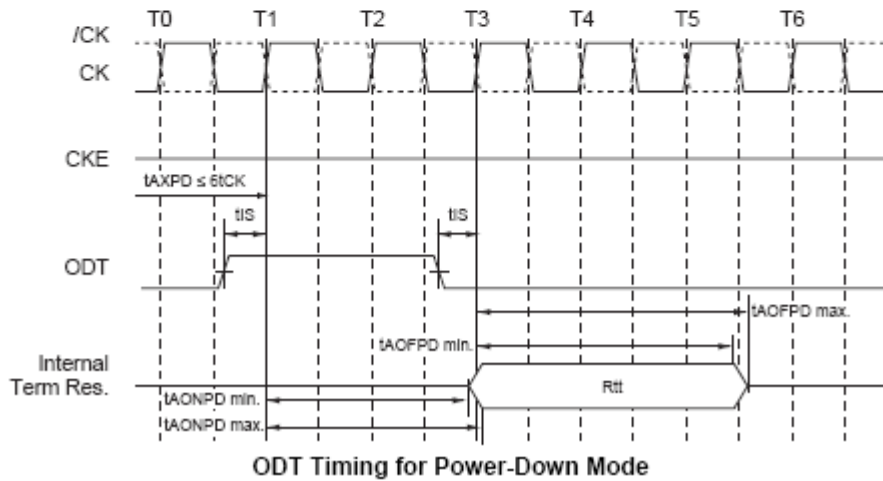 T0 T1 T2 T3 T4 T5 T6
/CK
CK
CKE
tAXPD ≤ 6tCK
tIS tIS
ODT
tAOFPD max.
tAOFPD min.
Internal
Term Res.
Rtt
tAONPD min.
tAONPD max.
ODT Timing for Power-Down Mode